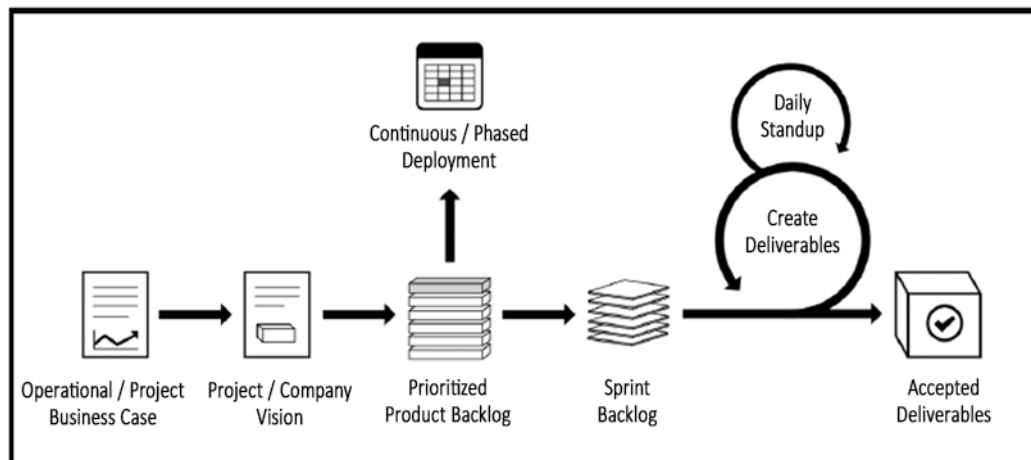 Continuous / Phased
Deployment
Daily
Standup
Create
Deliverables
Operational / Project
Business Case
Project / Company
Vision
Prioritized
Product Backlog
Sprint
Backlog
Accepted
Deliverables